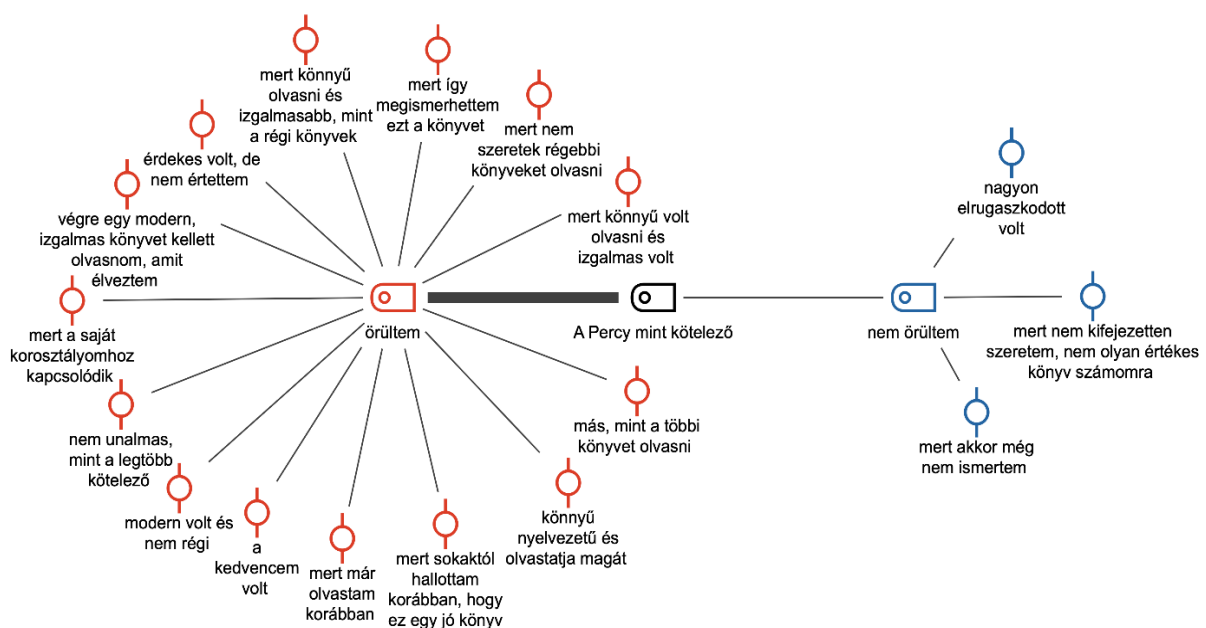 mert könnyű
olvasni és
izgalmasabb, mint
a régi könyvek
mert így
megismerhettem
ezt a könyvet
mert nem
szeretek régebbi
könyveket olvasni
érdekes volt, de
nem értettem
végre egy modern,
izgalmas könyvet kellett
olvasnom, amit
élveztem
mert könnyű volt
olvasni és
izgalmas volt
nagyon
elrugaszkodott
volt
mert a saját
korosztályomhoz
kapcsolódik
örültem
A Percy mint kötelező
nem örültem
mert nem kifejezetten
szeretem, nem olyan értékes
könyv számomra
nem unalmas,
mint a legtöbb
kötelező
más, mint a többi
könyvet olvasni
mert akkor még
nem ismertem
modern volt és
nem régi
a
kedvencem
volt
mert már
olvastam
korábban
mert sokaktól
hallottam
korábban, hogy
ez egy jó könyv
könnyű
nyelvezetű és
olvastatja magát